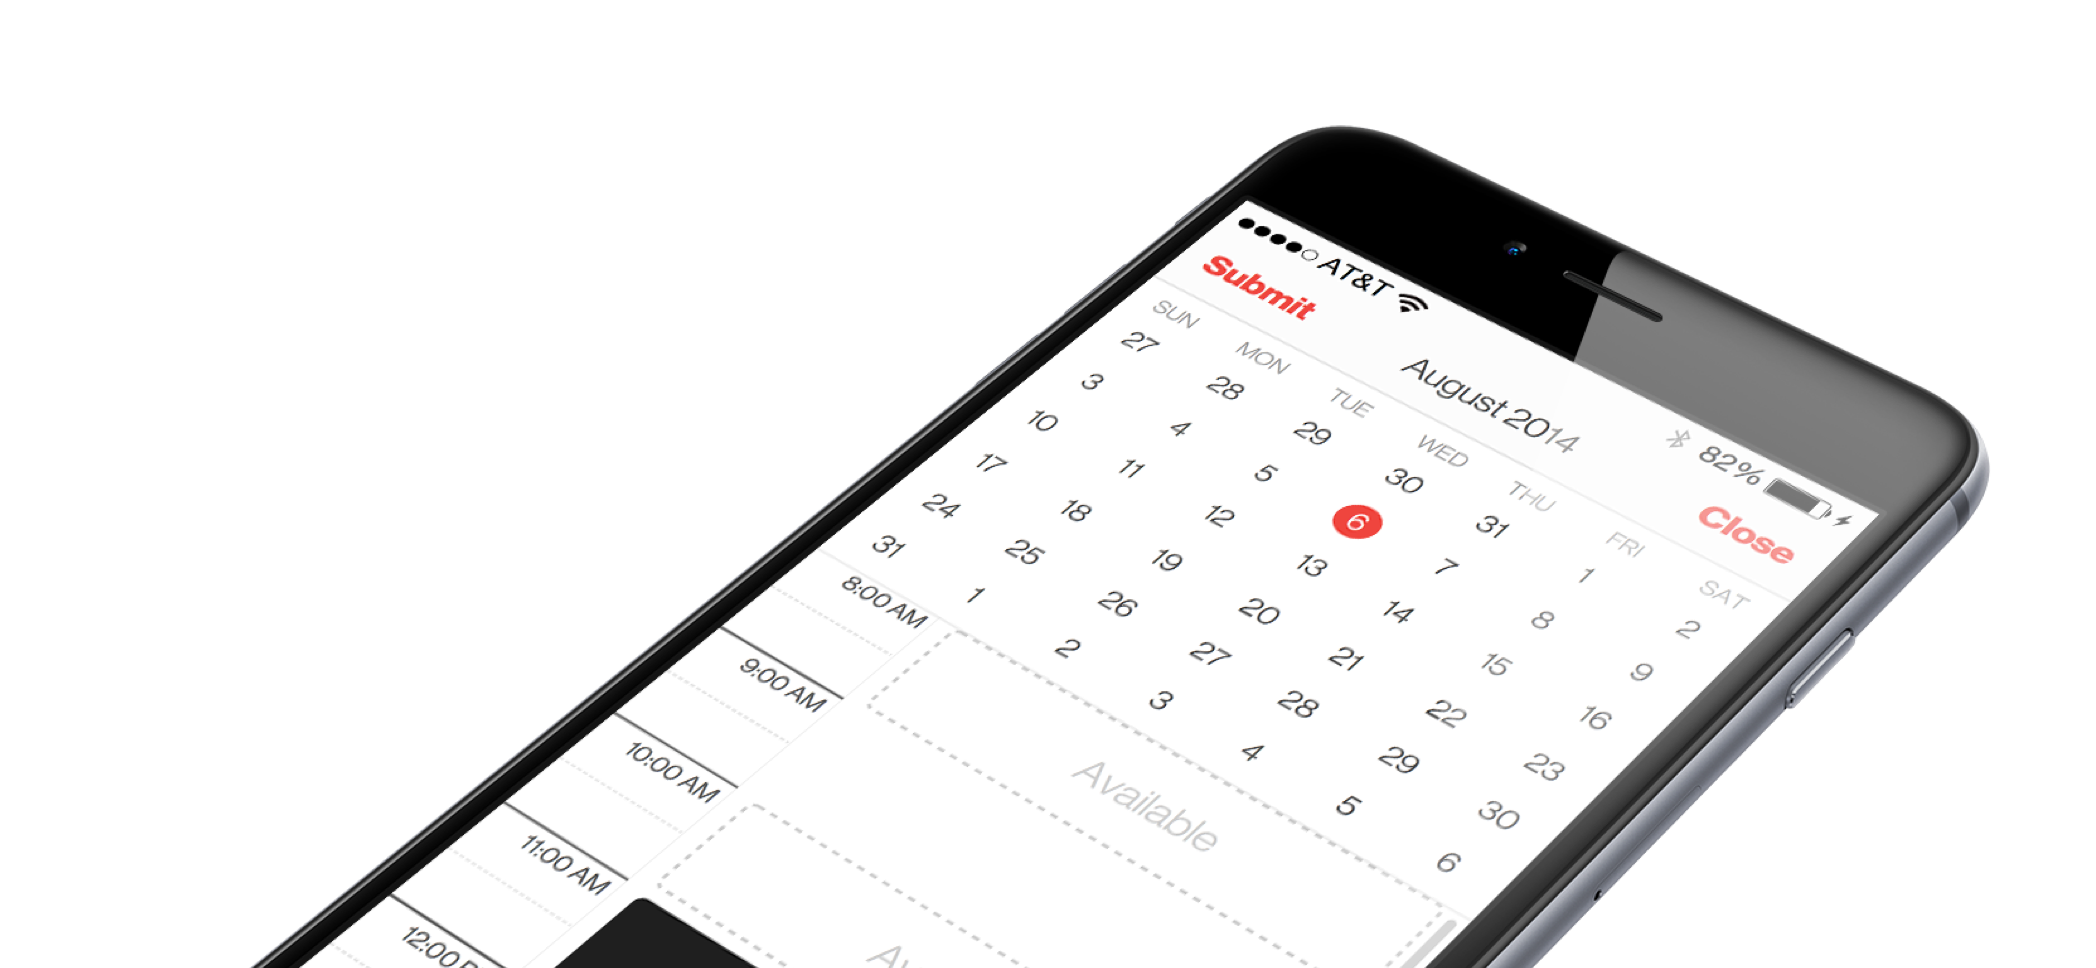 AT&T 82%
Submit August 2014 Close
SUN MON TUE WED THU FRI SAT
27 28 29 30 31 1 2
3 4 5 6 7 8 9
10 11 12 13 14 15 16
17 18 19 20 21 22 23
24 25 26 27 28 29 30
31 1 2 3 4 5 6
8:00 AM
Available
9:00 AM
10:00 AM
11:00 AM
12:00